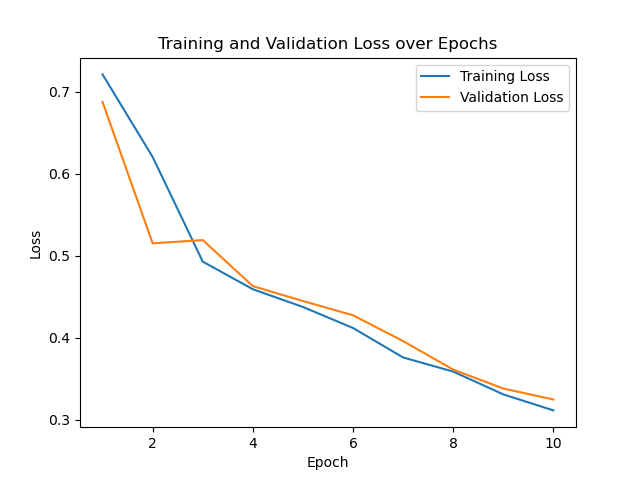 Training and Validation Loss over Epochs
Training Loss
Validation Loss
Loss
0.7
0.6
0.5
0.4
0.3
2 4 6 8 10
Epoch